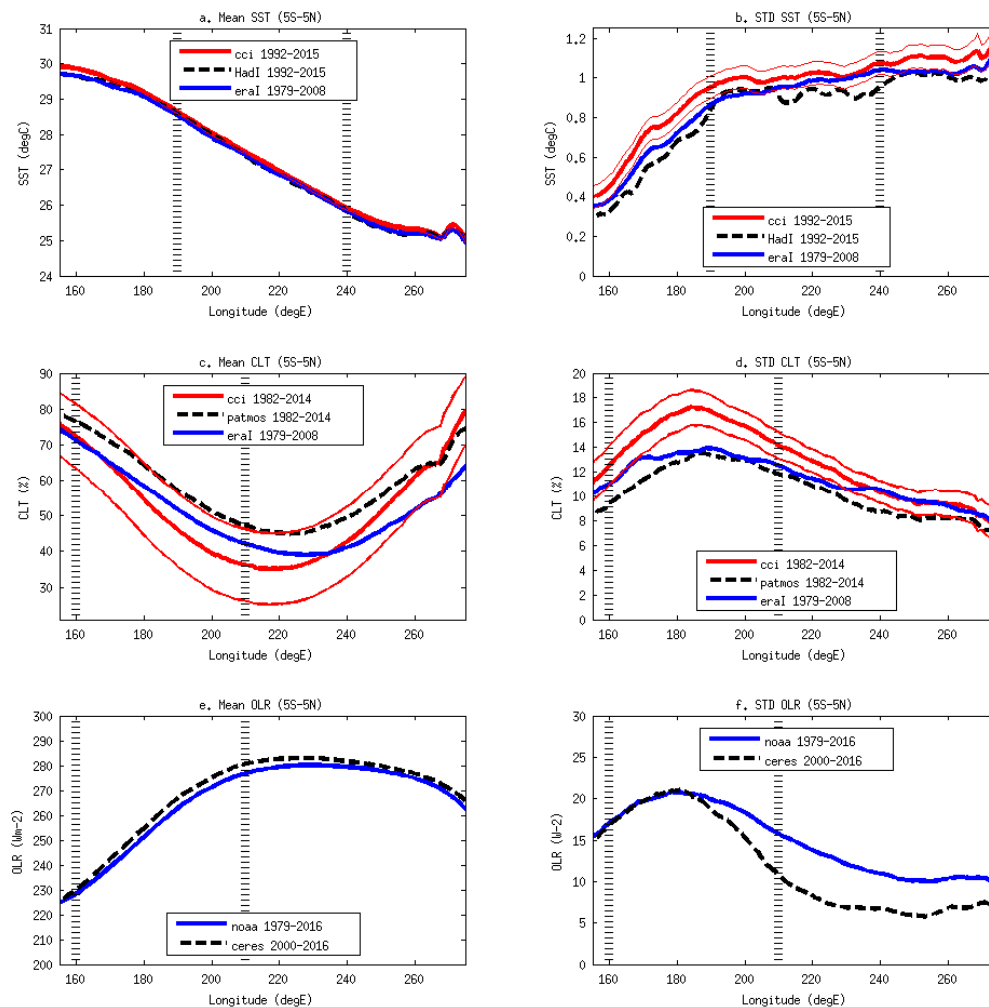 a. Mean SST (5S-5N)
31
30
29
28
27
26
25
24
SST (degC)
cci 1992-2015
HadI 1992-2015
eraI 1979-2008
160 180 200 220 240 260
Longitude (degE)
b. STD SST (5S-5N)
1.2
1
0.8
0.6
0.4
0.2
0
SST (degC)
cci 1992-2015
HadI 1992-2015
eraI 1979-2008
160 180 200 220 240 260
Longitude (degE)
c. Mean CLT (5S-5N)
90
80
70
60
50
40
30
CLT (%)
cci 1982-2014
patmos 1982-2014
eraI 1979-2008
160 180 200 220 240 260
Longitude (degE)
d. STD CLT (5S-5N)
20
18
16
14
12
10
8
6
4
2
0
CLT (%)
cci 1982-2014
patmos 1982-2014
eraI 1979-2008
160 180 200 220 240 260
Longitude (degE)
e. Mean OLR (5S-5N)
300
290
280
270
260
250
240
230
220
210
200
OLR (Wm-2)
noaa 1979-2016
ceres 2000-2016
160 180 200 220 240 260
Longitude (degE)
f. STD OLR (5S-5N)
30
25
20
15
10
5
0
OLR (W-2)
noaa 1979-2016
ceres 2000-2016
160 180 200 220 240 260
Longitude (degE)